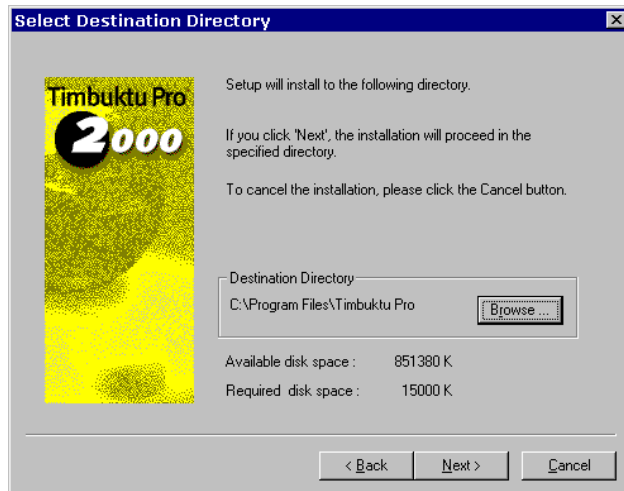 Select Destination Directory
Timbuktu Pro
2000
Setup will install to the following directory.
If you click 'Next', the installation will proceed in the
specified directory.
To cancel the installation, please click the Cancel button.
Destination Directory
C:\Program Files\Timbuktu Pro
Browse ...
Available disk space : 851380 K
Required disk space : 15000 K
< Back Next > Cancel